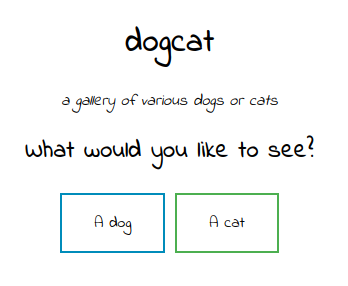 dogcat
a gallery of various dogs or cats
What would you like to see?
A dog
A cat